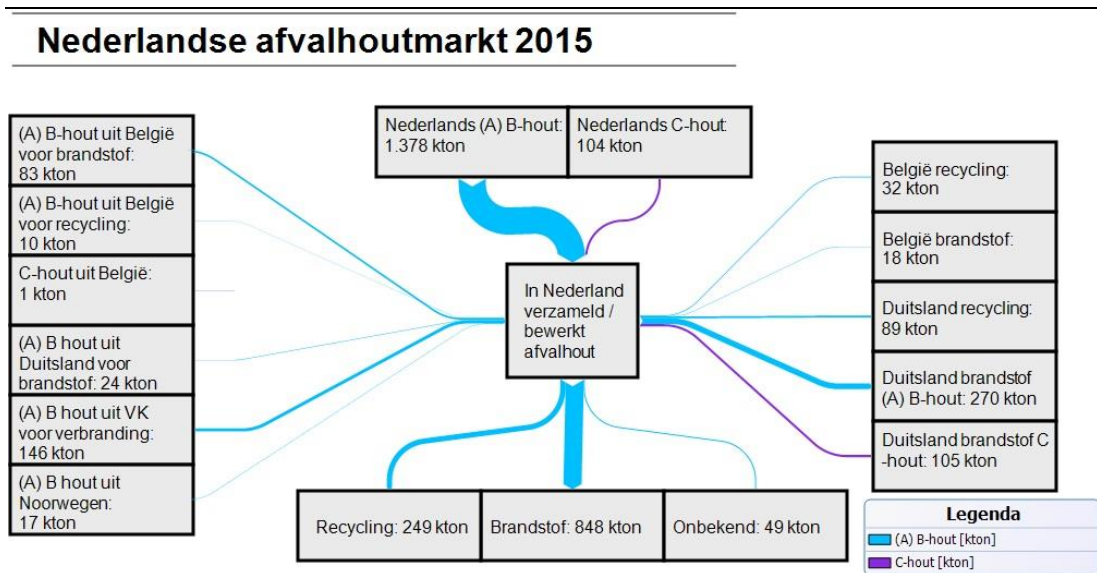 Nederlandse afvalhoutmarkt 2015
(A) B-hout uit België
voor brandstof:
83 kton
(A) B-hout uit België
voor recycling:
10 kton
C-hout uit België:
1 kton
(A) B hout uit
Duitsland voor
brandstof: 24 kton
(A) B hout uit VK
voor verbranding:
146 kton
(A) B hout uit
Noorwegen:
17 kton
Nederlands (A) B-hout:
1.378 kton
Nederlands C-hout:
104 kton
In Nederland
verzameld /
bewerkt
afvalhout
Recycling: 249 kton
Brandstof: 848 kton
Onbekend: 49 kton
België recycling:
32 kton
België brandstof:
18 kton
Duitsland recycling:
89 kton
Duitsland brandstof
(A) B-hout: 270 kton
Duitsland brandstof C
-hout: 105 kton
Legenda
(A) B-hout [kton]
C-hout [kton]